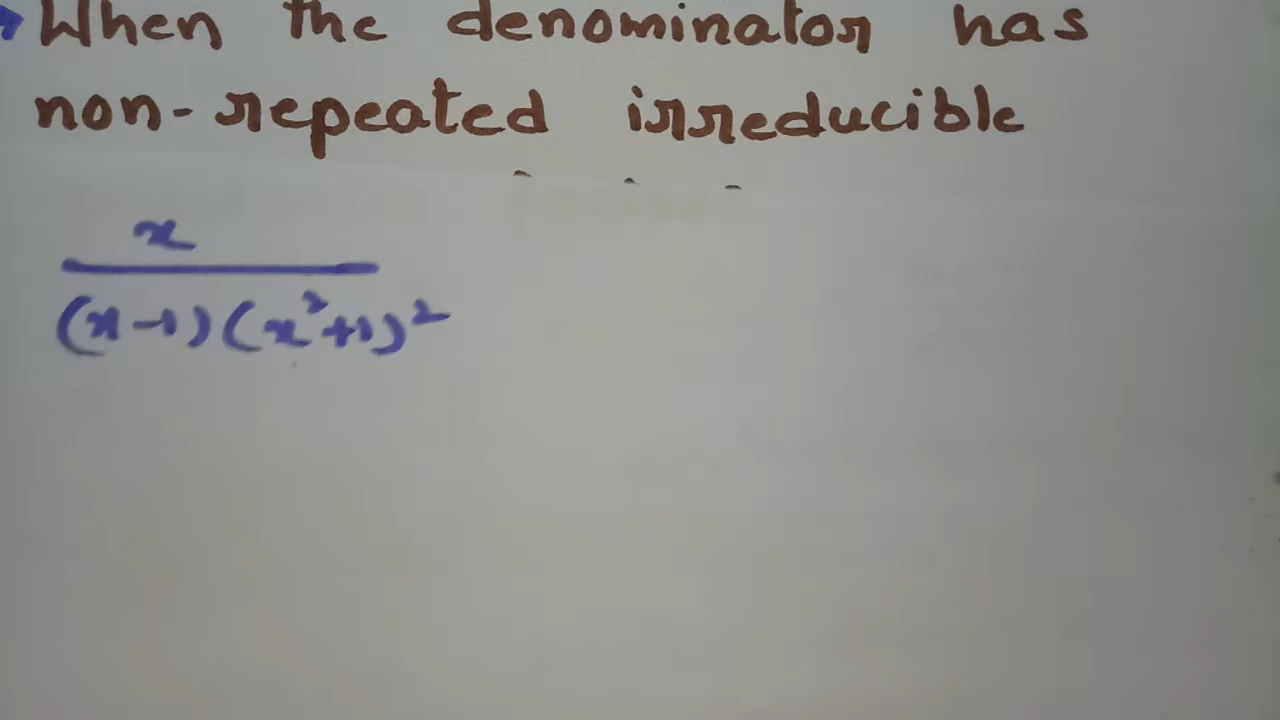 When the denominator has
non-repeated irreducible
x
(x-1)(x²+1)²